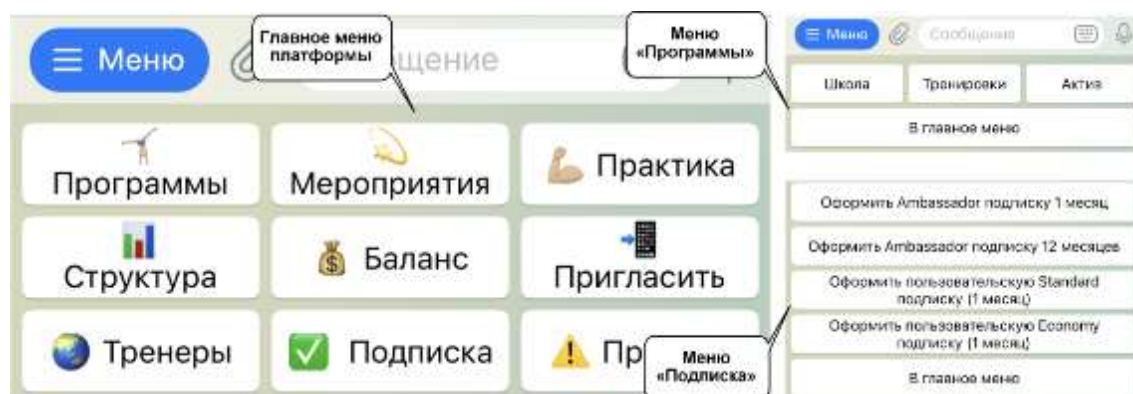 Меню
Главное меню
платформы
щение
Программы
Мероприятия
Практика
Структура
Баланс
Пригласить
Тренеры
Подписка
Пр
Меню
«Программы»
Меню
Сообщение
Школа
Тренировки
Актив
В главное меню
Оформить Ambassador подписку 1 месяц
Оформить Ambassador подписку 12 месяцев
Оформить пользовательскую Standard
подписку (1 месяц)
Оформить пользовательскую Economy
подписку (1 месяц)
Меню
«Подписка»
В главное меню